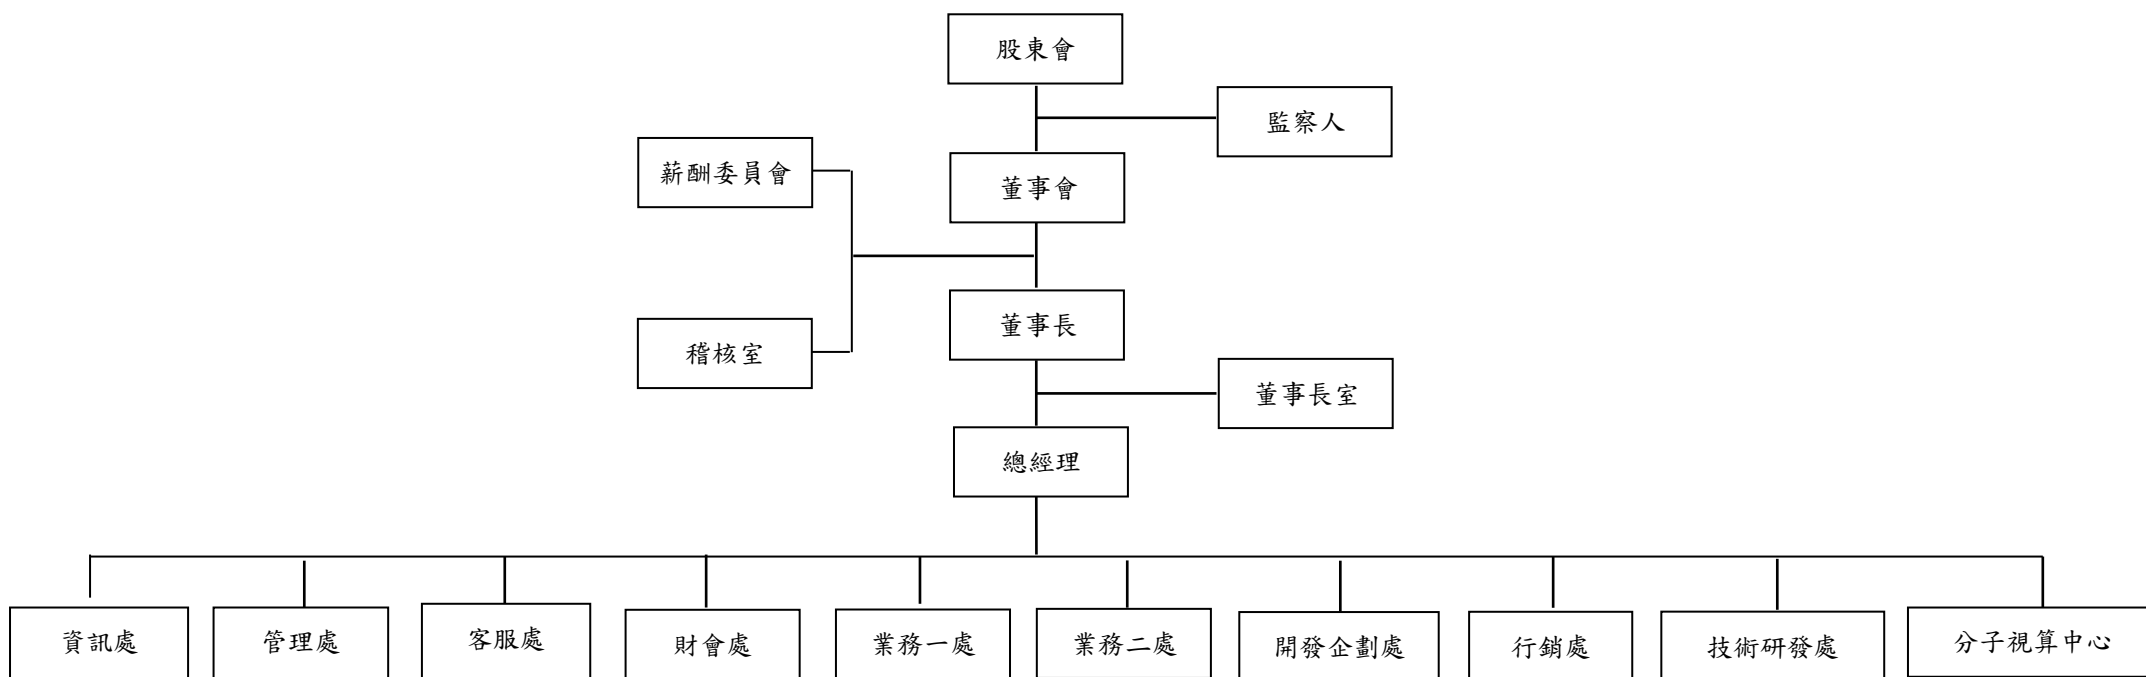 股東會
監察人
薪酬委員會
董事會
董事長
稽核室
董事長室
總經理
資訊處
管理處
客服處
財會處
業務一處
業務二處
開發企劃處
行銷處
技術研發處
分子視算中心